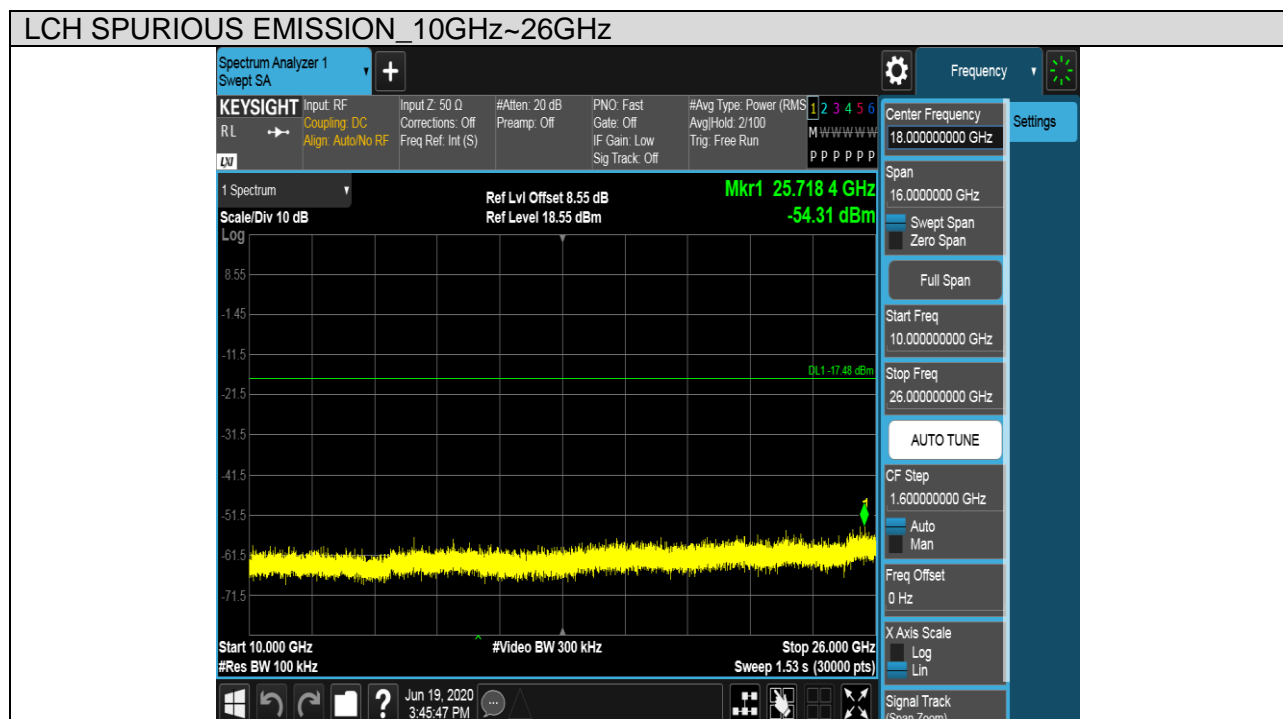 LCH SPURIOUS EMISSION_10GHz~26GHz
Spectrum Analyzer 1
Swept SA
+
Frequency
KEYSIGHT
RL
LXI
Input: RF
Coupling: DC
Align: Auto/No RF
Input Z: 50 Ω
Corrections: Off
Freq Ref: Int (S)
#Atten: 20 dB
Preamp: Off
PNO: Fast
Gate: Off
IF Gain: Low
Sig Track: Off
#Avg Type: Power (RMS
Avg|Hold: 2/100
Trig: Free Run
1 2 3 4 5 6
M W W W W W
P P P P P P
1 Spectrum
Scale/Div 10 dB
Ref Lvl Offset 8.55 dB
Ref Level 18.55 dBm
Mkr1 25.718 4 GHz
-54.31 dBm
Log
8.55
-1.45
-11.5
-21.5
-31.5
-41.5
-51.5
-61.5
-71.5
DL1 -17.48 dBm
1
Start 10.000 GHz
#Res BW 100 kHz
#Video BW 300 kHz
Stop 26.000 GHz
Sweep 1.53 s (30000 pts)
?
Jun 19, 2020
3:45:47 PM
Center Frequency
18.000000000 GHz
Settings
Span
16.0000000 GHz
Swept Span
Zero Span
Full Span
Start Freq
10.000000000 GHz
Stop Freq
26.000000000 GHz
AUTO TUNE
CF Step
1.600000000 GHz
Auto
Man
Freq Offset
0 Hz
X Axis Scale
Log
Lin
Signal Track
(Span Zoom)